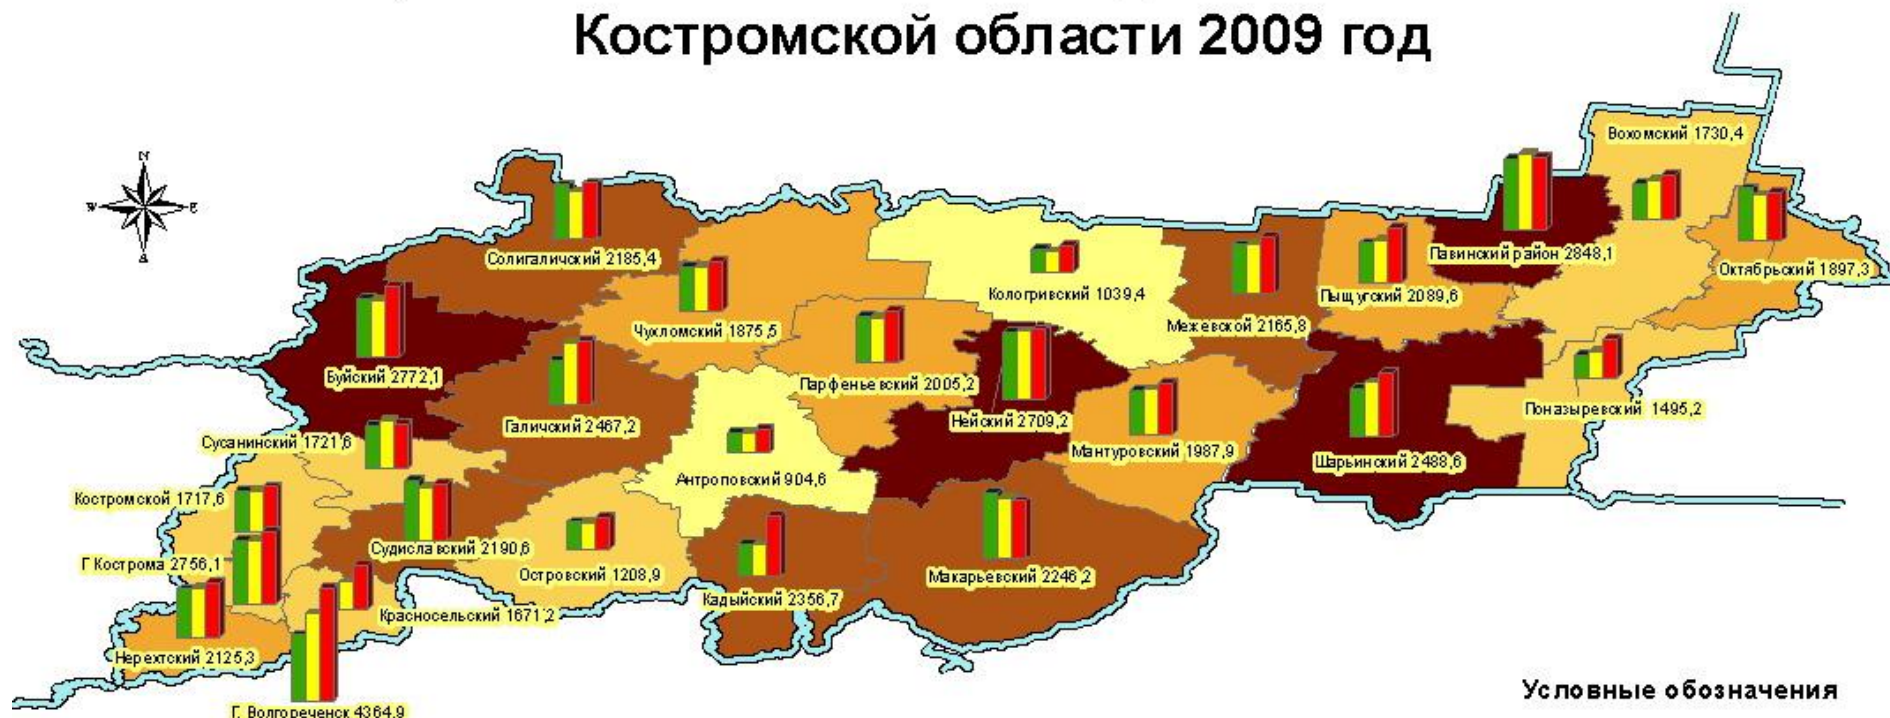 Костромской области 2009 год
N
W
E
Вохомский 1730,4
Солигаличский 2185,4
Павинский район 2848,1
Октябрьский 1897,3
Кологривский 1039,4
Пыщугский 2089,6
Чухломский 1875,5
Межевской 2165,8
Буйский 2772,1
Парфеньевский 2005,2
Поназыревский 1495,2
Галичский 2467,2
Нейский 2709,2
Сусанинский 1721,6
Мантуровский 1987,9
Шарьинский 2488,6
Антроповский 904,6
Костромской 1717,6
Судиславский 2190,6
Г Кострома 2756,1
Островский 1208,9
Макарьевский 2246,2
Кадыйский 2356,7
Красносельский 1671,2
Нерехтский 2125,3
Условные обозначения
Г. Волгореченск 4364,9